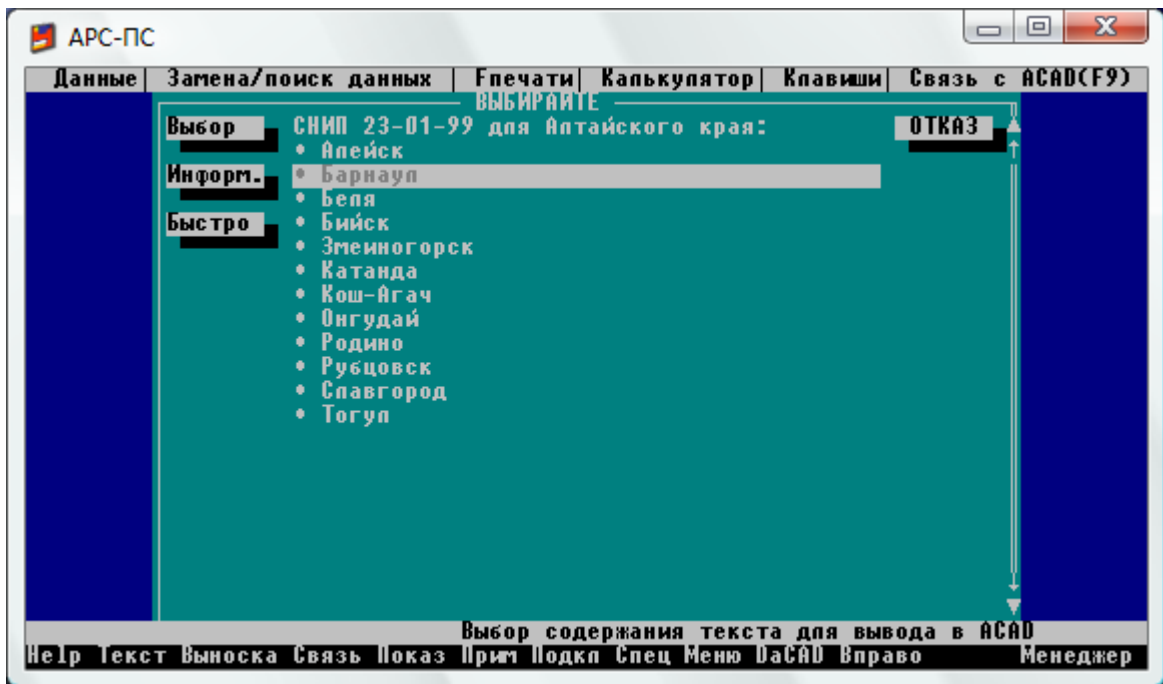 АРС-ПС
Данные| Замена/поиск данных | Fпечати| Калькулятор| Клавиши| Связь с ACAD(F9)
ВЫБИРАЙТЕ
Выбор СНИП 23-01-99 для Алтайского края: ОТКАЗ
• Алейск
Информ. • Барнаул
• Беля
Быстро • Бийск
• Змеиногорск
• Катанда
• Кош-Агач
• Онгудай
• Родино
• Рубцовск
• Славгород
• Тогул
Выбор содержания текста для вывода в ACAD
Help Текст Выноска Связь Показ Прим Подкл Спец Меню DaCAD Вправо Менеджер